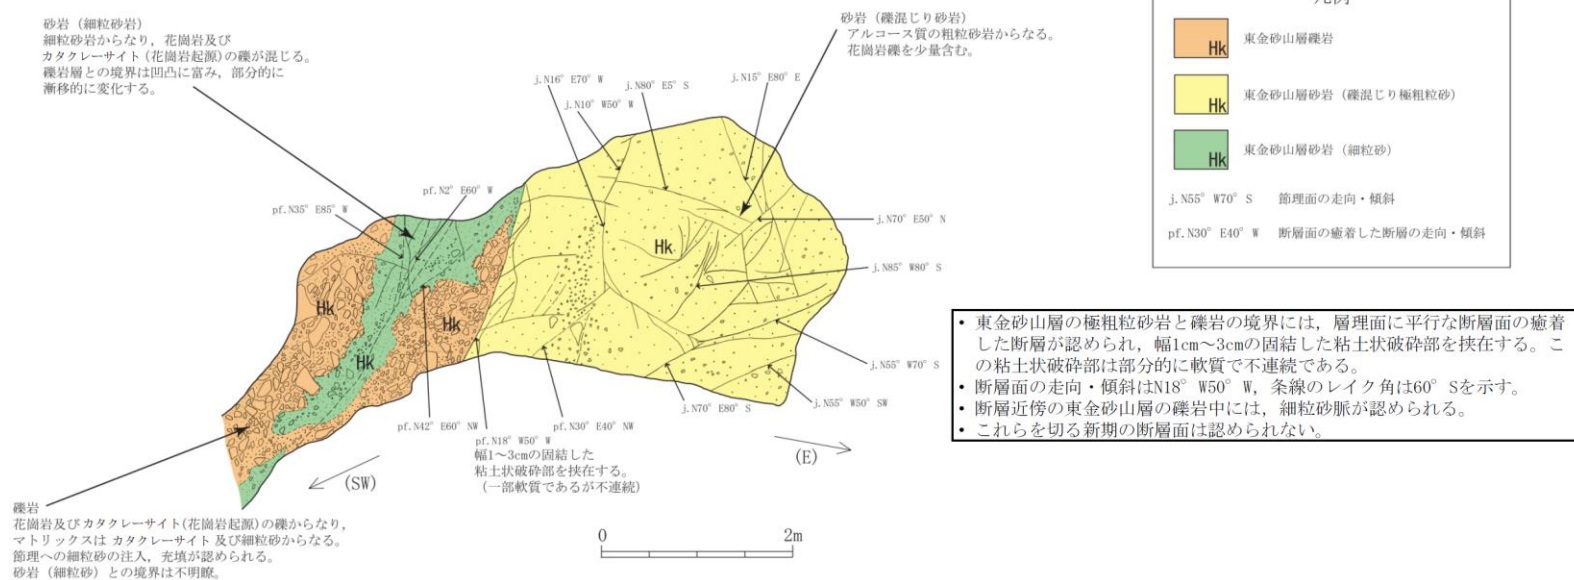 砂岩（細粒砂岩）
細粒砂岩からなり，花崗岩及び
カタクレーサイト(花崗岩起源)の礫が混じる。
礫岩層との境界は凹凸に富み，部分的に
漸移的に変化する。
砂岩（礫混じり砂岩）
アルコース質の粗粒砂岩からなる。
花崗岩礫を少量含む。
j.N16° E70° W
j.N80° E5° S
j.N15° E80° E
j.N10° W50° W
pf.N2° E60° W
pf.N35° E85° W
j.N70° E50° N
Hk
j.N85° W80° S
Hk
Hk
Hk
j.N55° W70° S
j.N55° W50° SW
j.N70° E80° S
pf.N42° E60° NW
pf.N30° E40° NW
pf.N18° W50° W
幅1～3cmの固結した
粘土状破砕部を挟在する。
（一部軟質であるが不連続）
(SW)
(E)
礫岩
花崗岩及びカタクレーサイト(花崗岩起源)の礫からなり，
マトリックスは カタクレーサイト 及び細粒砂からなる。
節理への細粒砂の注入，充填が認められる。
砂岩（細粒砂）との境界は不明瞭。
0 2m
Hk 東金砂山層礫岩
Hk 東金砂山層砂岩（礫混じり極粗粒砂）
Hk 東金砂山層砂岩（細粒砂）
j.N55° W70° S 節理面の走向・傾斜
pf.N30° E40° W 断層面の癒着した断層の走向・傾斜
• 東金砂山層の極粗粒砂岩と礫岩の境界には，層理面に平行な断層面の癒着
した断層が認められ，幅1cm～3cmの固結した粘土状破砕部を挟在する。こ
の粘土状破砕部は部分的に軟質で不連続である。
• 断層面の走向・傾斜はN18° W50° W，条線のレイク角は60° Sを示す。
• 断層近傍の東金砂山層の礫岩中には，細粒砂脈が認められる。
• これらを切る新期の断層面は認められない。